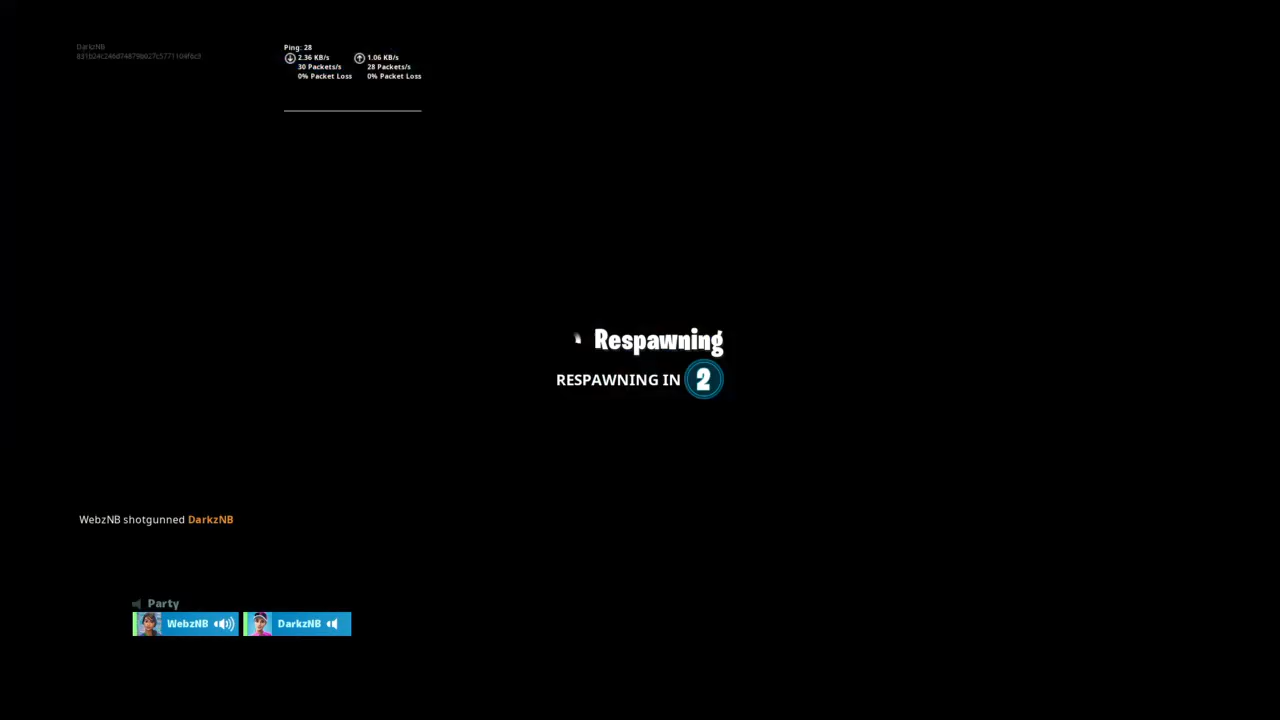 DarkzNB
Ping: 28
2.36 KB/s 1.06 KB/s
30 Packets/s 28 Packets/s
0% Packet Loss 0% Packet Loss
Respawning
RESPAWNING IN 2
WebzNB shotgunned DarkzNB
Party
WebzNB DarkzNB